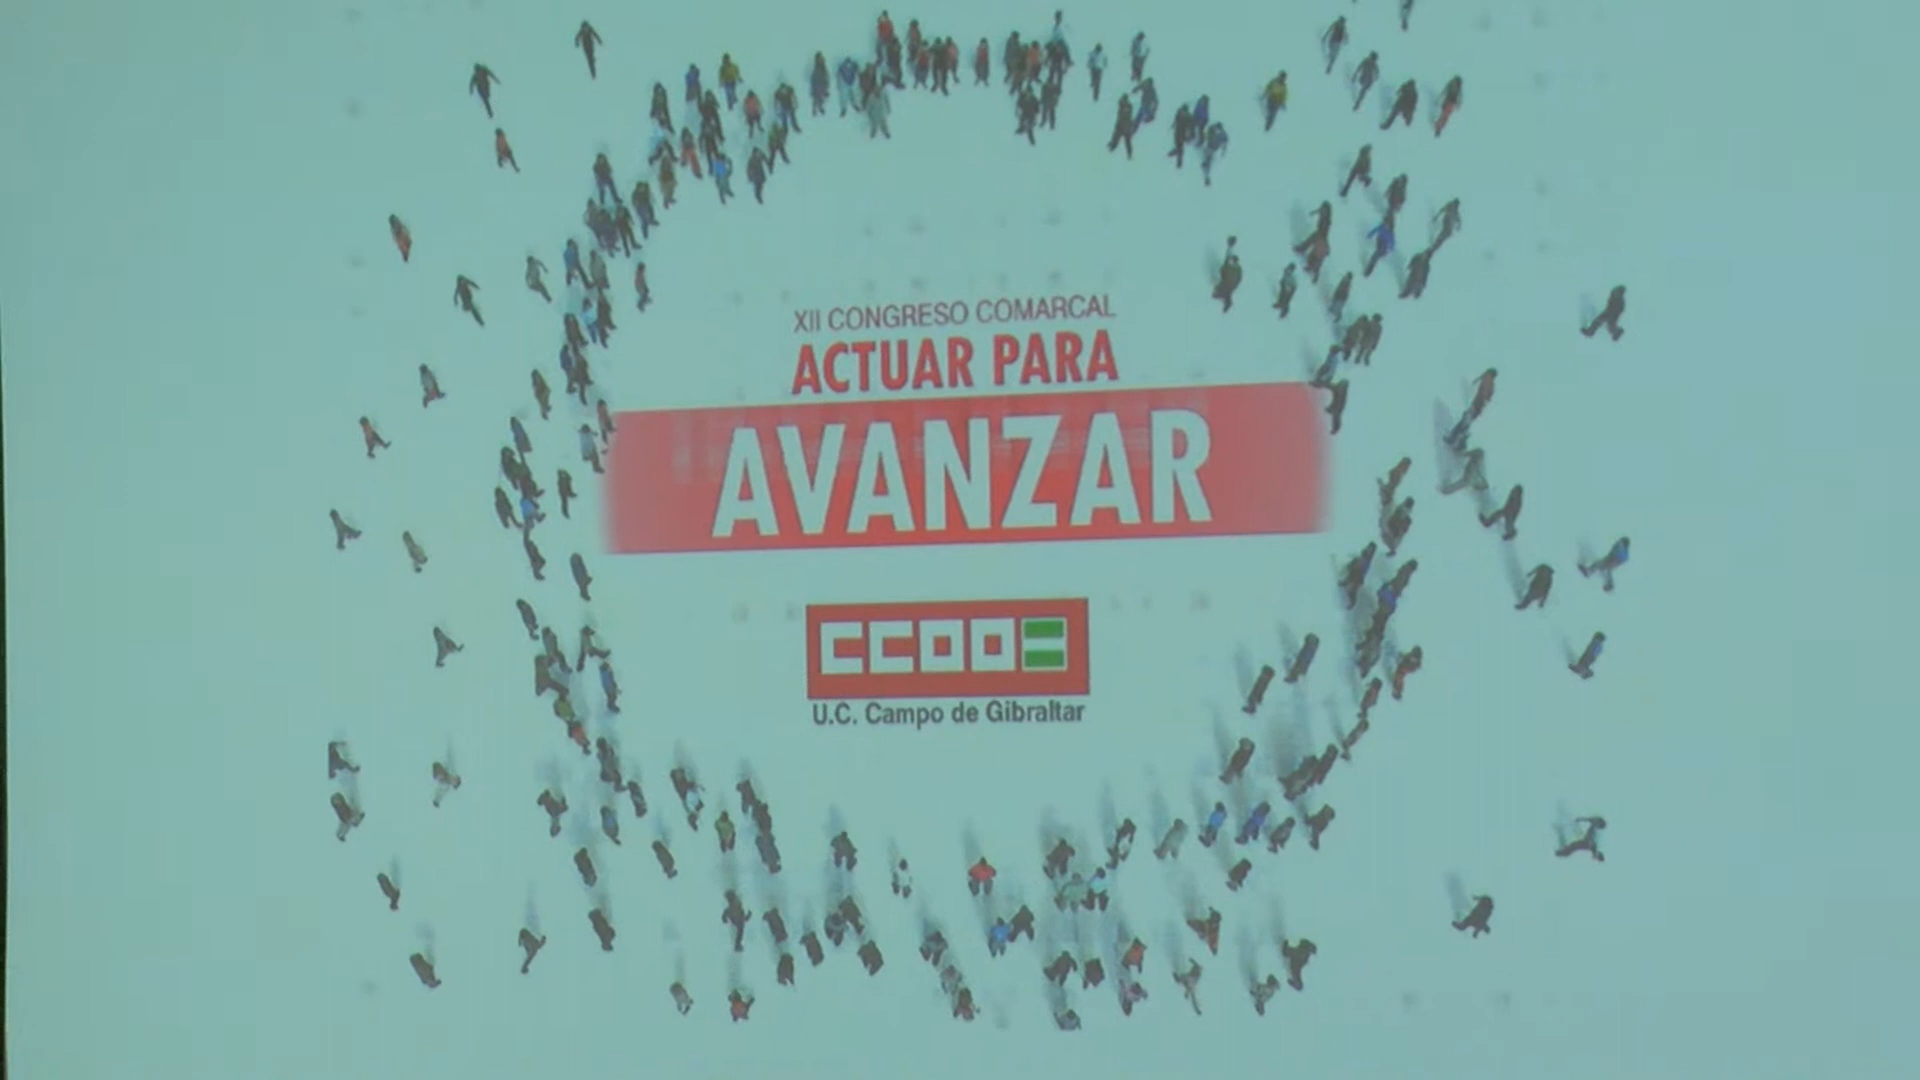 XII CONGRESO COMARCAL
ACTUAR PARA
AVANZAR
CCOO
U.C. Campo de Gibraltar